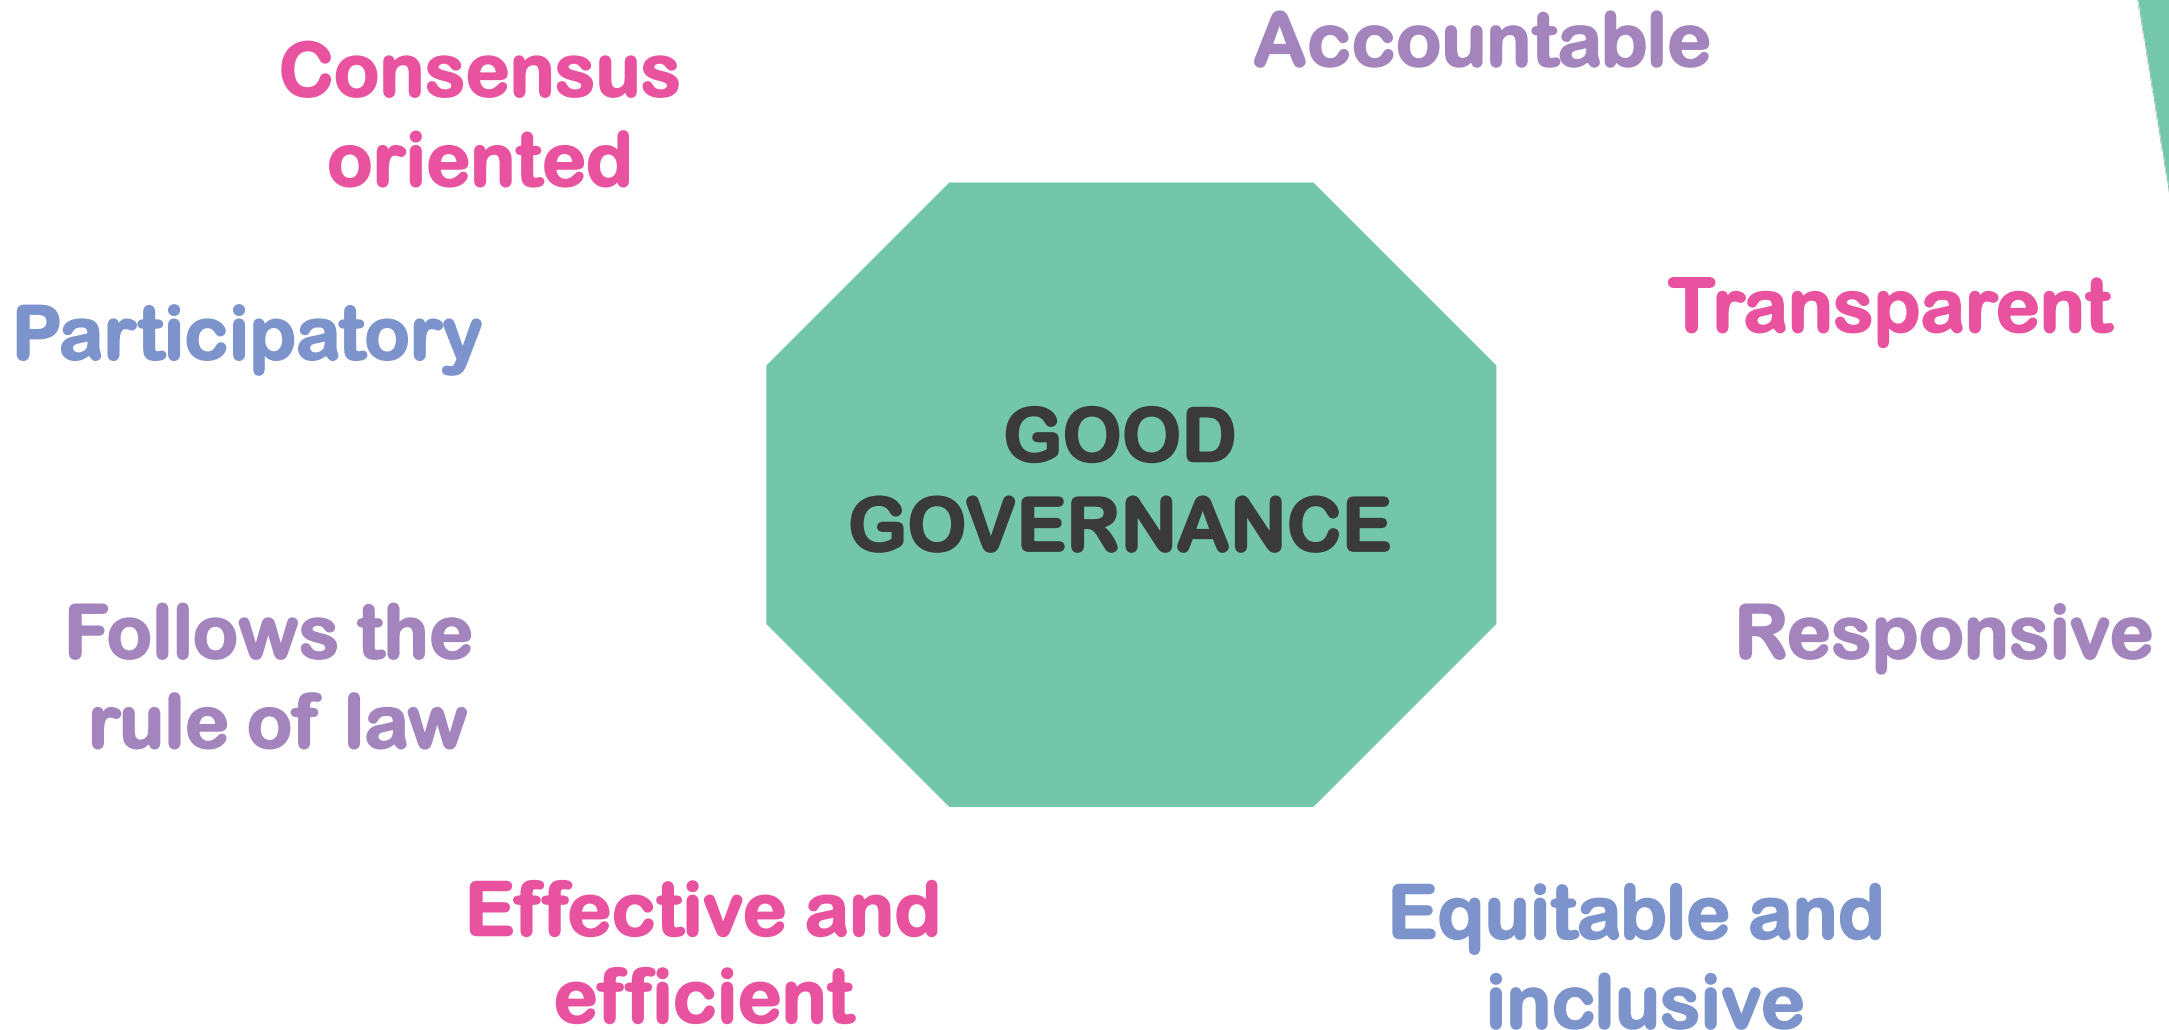 Accountable
Consensus
oriented
Transparent
Participatory
GOOD
GOVERNANCE
Follows the
rule of law
Responsive
Effective and
efficient
Equitable and
inclusive